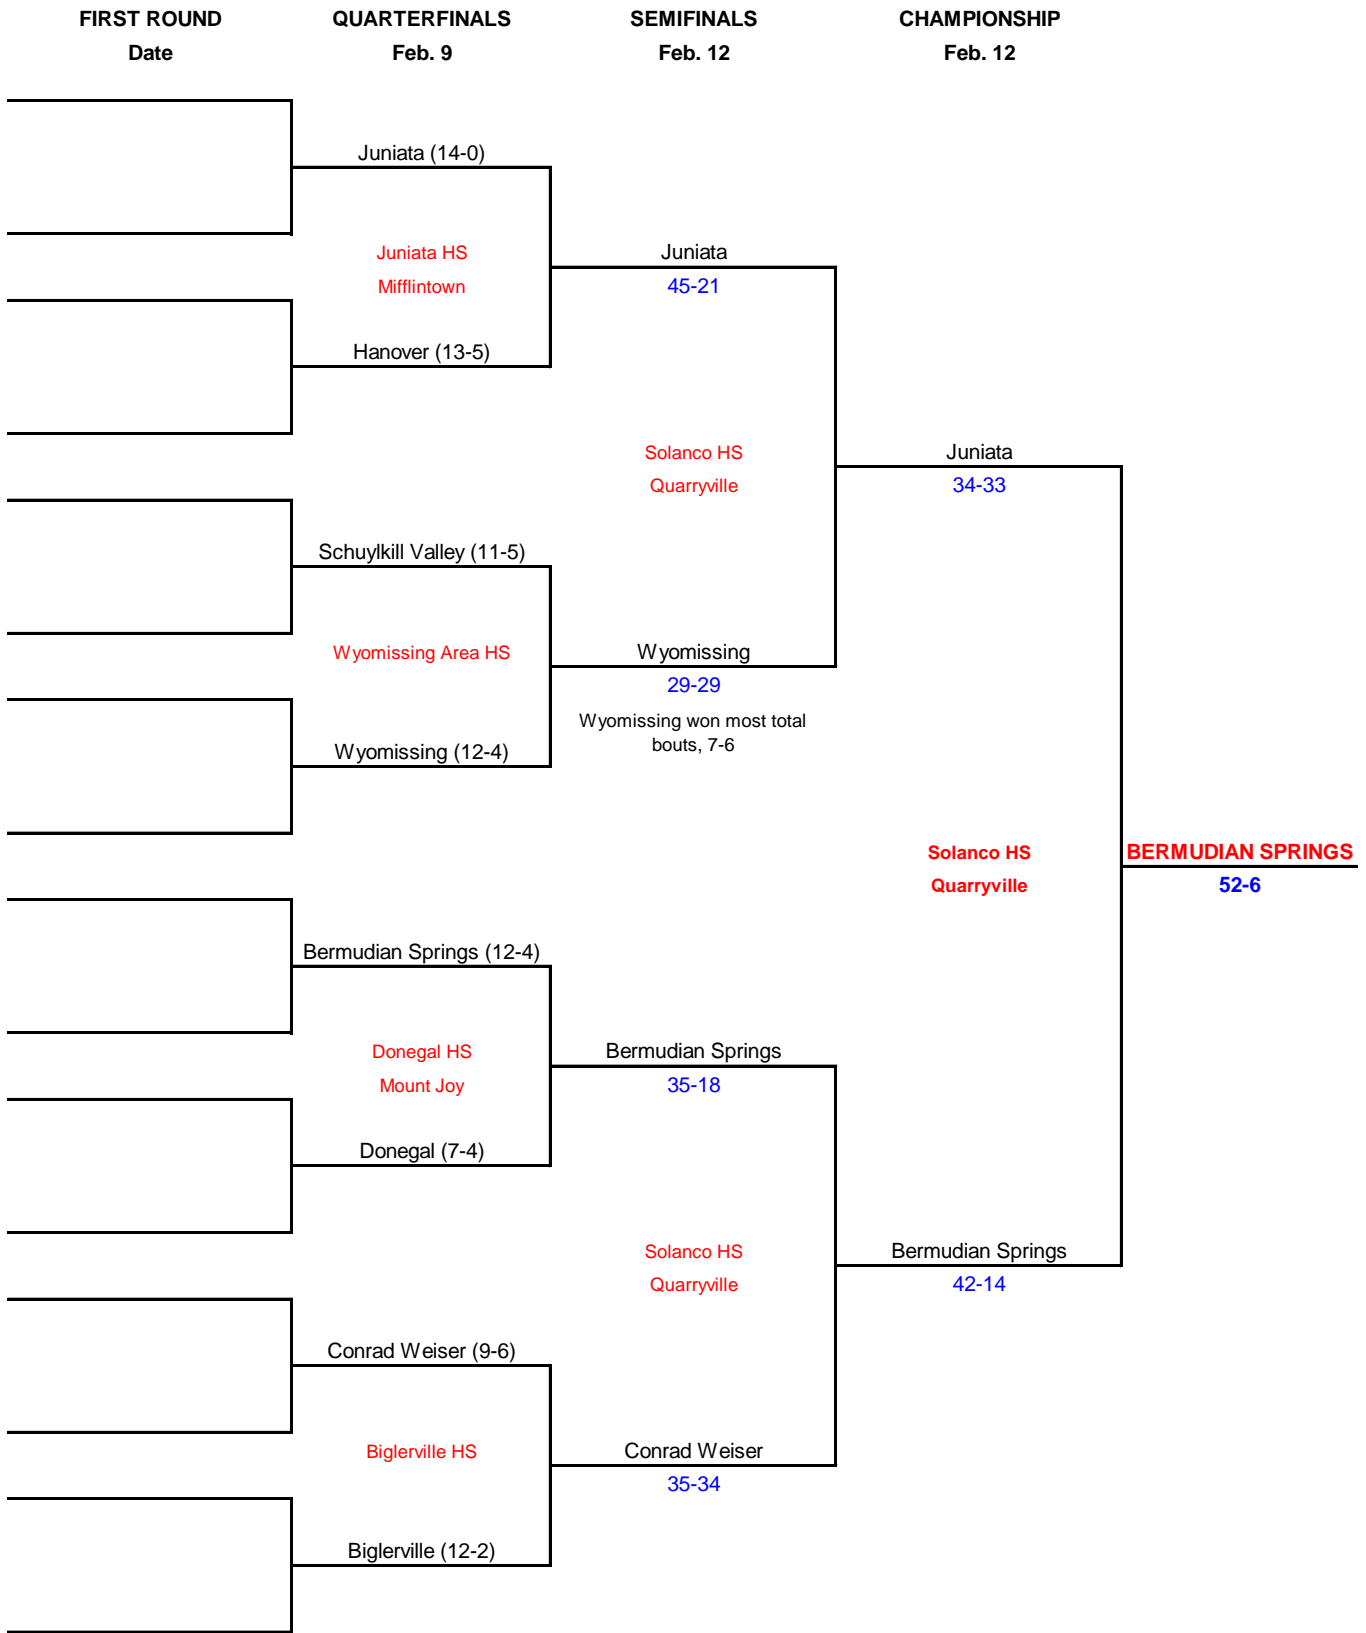 FIRST ROUND QUARTERFINALS SEMIFINALS CHAMPIONSHIP
Date Feb. 9 Feb. 12 Feb. 12
Juniata (14-0)
Juniata HS Juniata
Mifflintown 45-21
Hanover (13-5)
Solanco HS Juniata
Quarryville 34-33
Schuylkill Valley (11-5)
Wyomissing Area HS Wyomissing
29-29
Wyomissing won most total
bouts, 7-6
Wyomissing (12-4)
Solanco HS BERMUDIAN SPRINGS
Quarryville 52-6
Bermudian Springs (12-4)
Donegal HS Bermudian Springs
Mount Joy 35-18
Donegal (7-4)
Solanco HS Bermudian Springs
Quarryville 42-14
Conrad Weiser (9-6)
Biglerville HS Conrad Weiser
35-34
Biglerville (12-2)